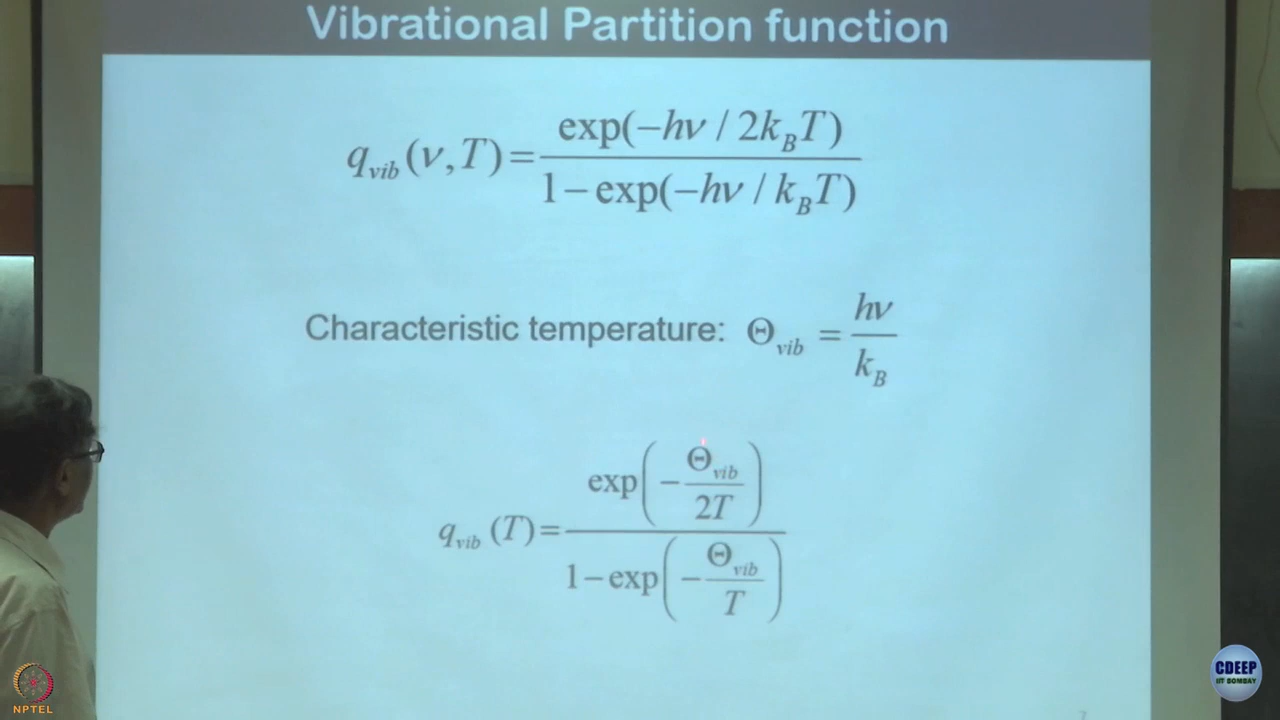 Vibrational Partition function
q_vib (ν,T) = exp(−hν / 2k_BT) / 1−exp(−hν / k_BT)
Characteristic temperature: Θ_vib = hν / k_B
q_vib (T) = exp(−Θ_vib / 2T) / 1−exp(−Θ_vib / T)
7
NPTEL
CDEEP
IIT BOMBAY